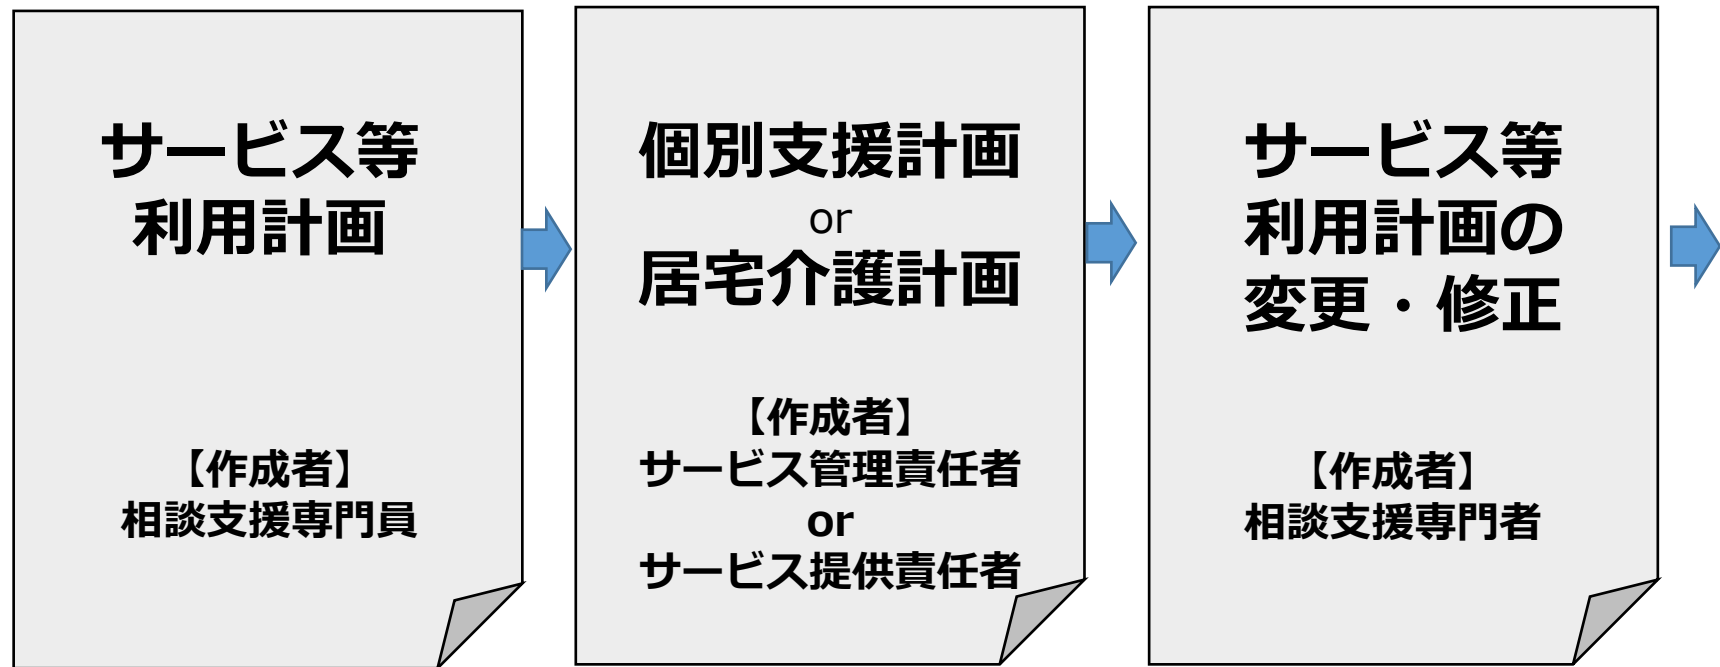 サービス等
利用計画
【作成者】
相談支援専門員
個別支援計画
or
居宅介護計画
【作成者】
サービス管理責任者
or
サービス提供責任者
サービス等
利用計画の
変更・修正
【作成者】
相談支援専門者